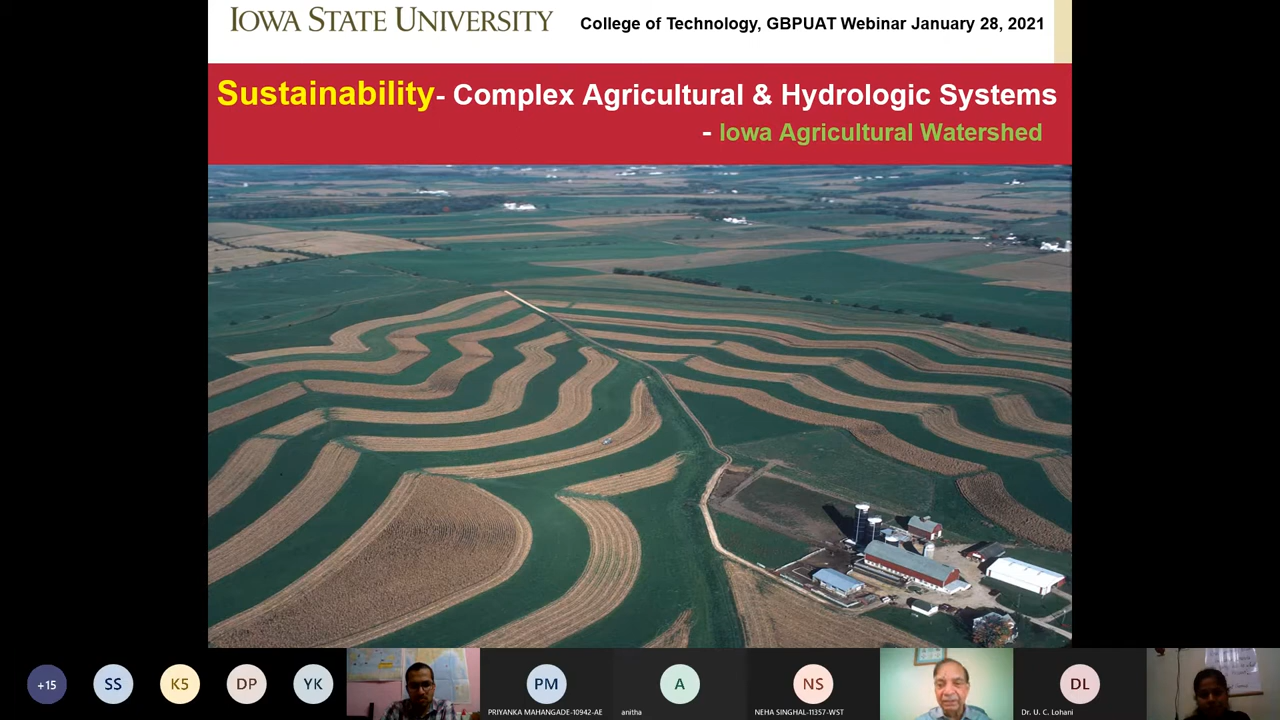 IOWA STATE UNIVERSITY
College of Technology, GBPUAT Webinar January 28, 2021
Sustainability- Complex Agricultural & Hydrologic Systems
- Iowa Agricultural Watershed
+15
SS
K5
DP
YK
PM
A
NS
DL
PRIYANKA MAHANGADE-10942-AE
anitha
NEHA SINGHAL-11357-WST
Dr. U. C. Lohani